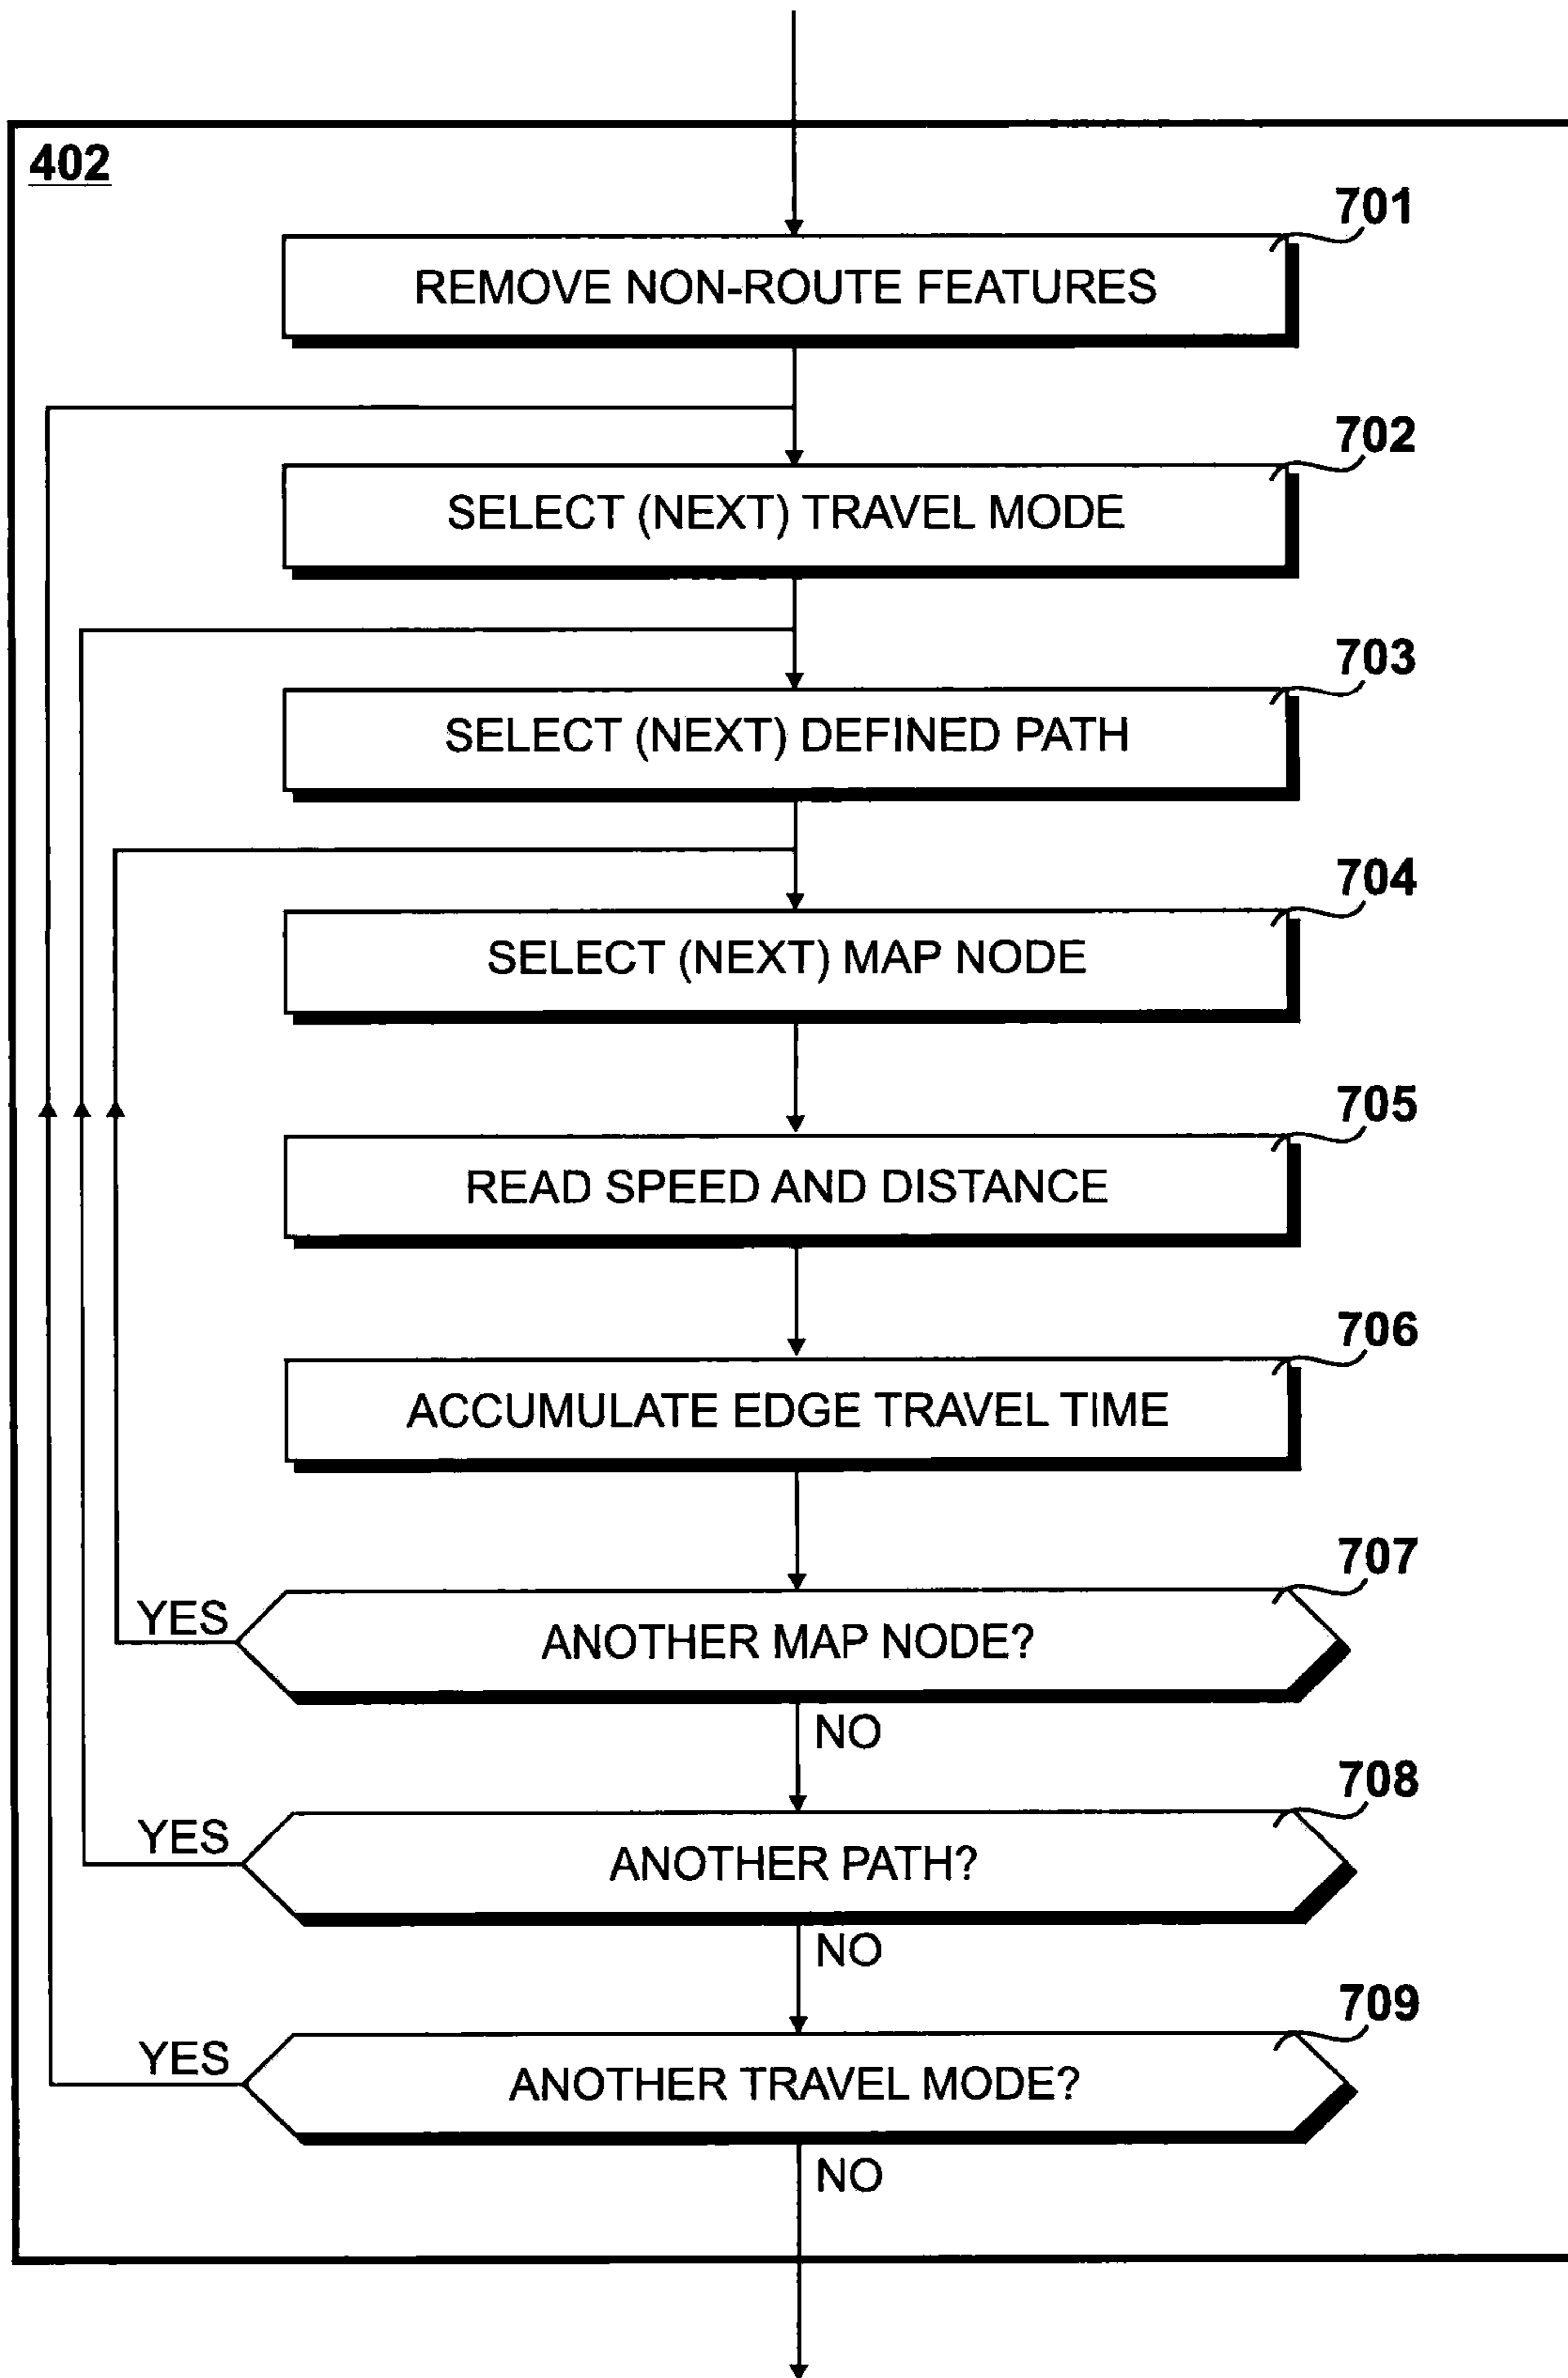 402
701
REMOVE NON-ROUTE FEATURES
702
SELECT (NEXT) TRAVEL MODE
703
SELECT (NEXT) DEFINED PATH
704
SELECT (NEXT) MAP NODE
705
READ SPEED AND DISTANCE
706
ACCUMULATE EDGE TRAVEL TIME
707
YES
ANOTHER MAP NODE?
NO
708
YES
ANOTHER PATH?
NO
709
YES
ANOTHER TRAVEL MODE?
NO